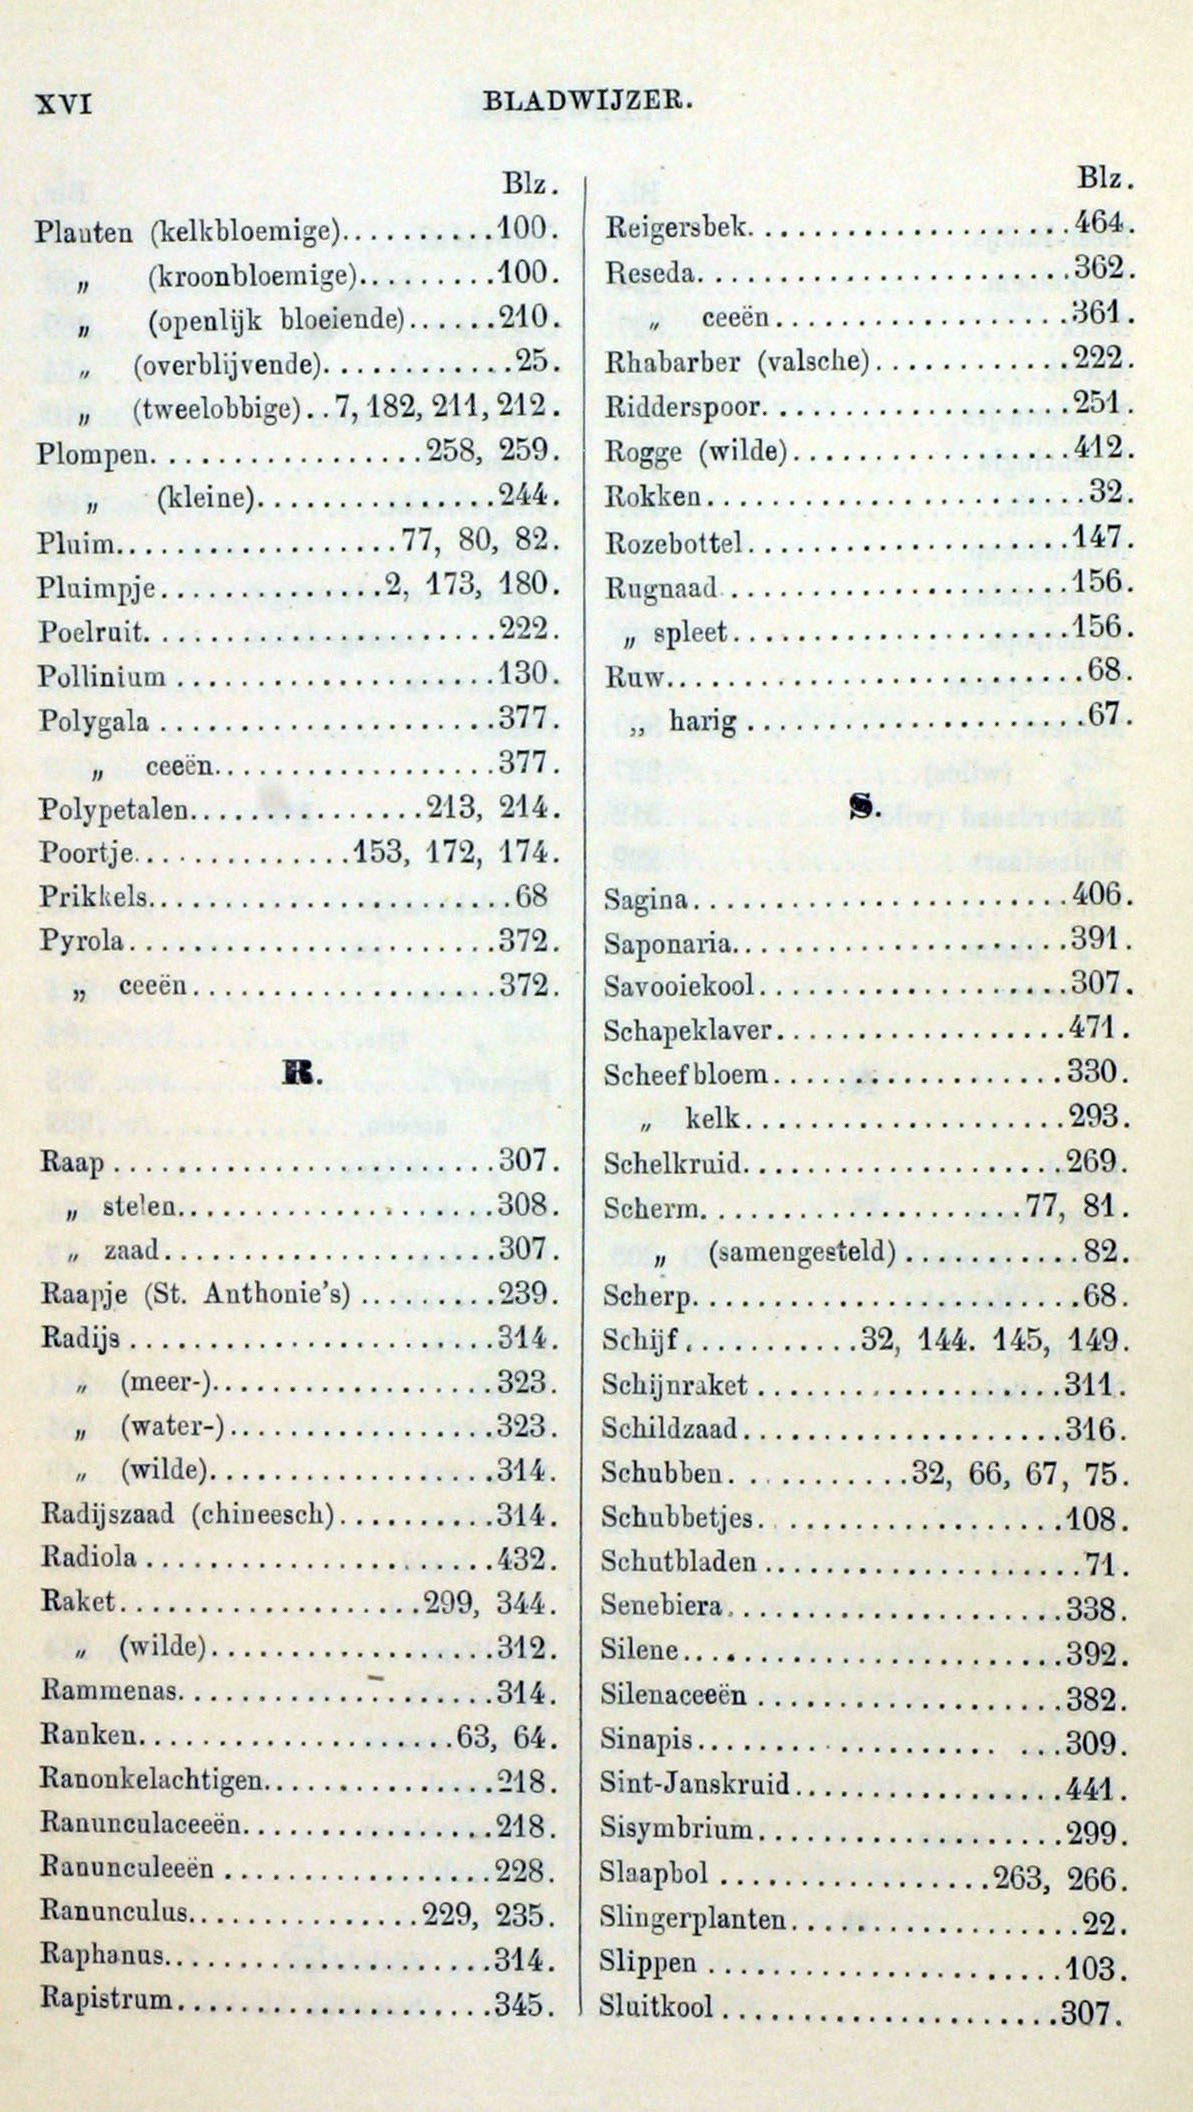 XVI
BLADWIJZER.
Blz.
Planten (kelkbloemige)..........100.
„ (kroonbloemige).........100.
„ (openlijk bloeiende)......210.
„ (overblijvende)............25.
„ (tweelobbige)..7, 182, 211, 212.
Plompen.................258, 259.
„ (kleine)...............244.
Pluim..................77, 80, 82.
Pluimpje..............2, 173, 180.
Poelruit......................222.
Pollinium....................130.
Polygala.....................377.
„ ceeën..................377.
Polypetalen...............213, 214.
Poortje..............153, 172, 174.
Prikkels.......................68
Pyrola.......................372.
„ ceeën...................372.
R.
Raap........................307.
„ stelen....................308.
„ zaad.....................307.
Raapje (St. Anthonie's).........239.
Radijs.......................314.
„ (meer-)..................323.
„ (water-).................323.
„ (wilde)..................314.
Radijszaad (chineesch)..........314.
Radiola......................432.
Raket...................299, 344.
„ (wilde)..................312.
Rammenas....................314.
Ranken....................63, 64.
Ranonkelachtigen...............218.
Ranunculaceeën................218.
Ranunculeeën.................228.
Ranunculus...............229, 235.
Raphanus.....................314.
Rapistrum....................345.
Blz.
Reigersbek....................464.
Reseda.......................362.
„ ceeën...................361.
Rhabarber (valsche)............222.
Ridderspoor...................251.
Rogge (wilde).................412.
Rokken........................32.
Rozebottel....................147.
Rugnaad......................156.
„ spleet.....................156.
Ruw..........................68.
„ harig......................67.
S.
Sagina........................406.
Saponaria.....................391.
Savooiekool...................307.
Schapeklaver..................471.
Scheefbloem..................330.
„ kelk....................293.
Schelkruid....................269.
Scherm....................77, 81.
„ (samengesteld)...........82.
Scherp........................68.
Schijf...........32, 144. 145, 149.
Schijnraket...................311.
Schildzaad....................316.
Schubben...........32, 66, 67, 75.
Schubbetjes...................108.
Schutbladen....................71.
Senebiera.....................338.
Silene........................392.
Silenaceeën...................382.
Sinapis.......................309.
Sint-Janskruid.................441.
Sisymbrium...................299.
Slaapbol.................263, 266.
Slingerplanten..................22.
Slippen......................103.
Sluitkool.....................307.